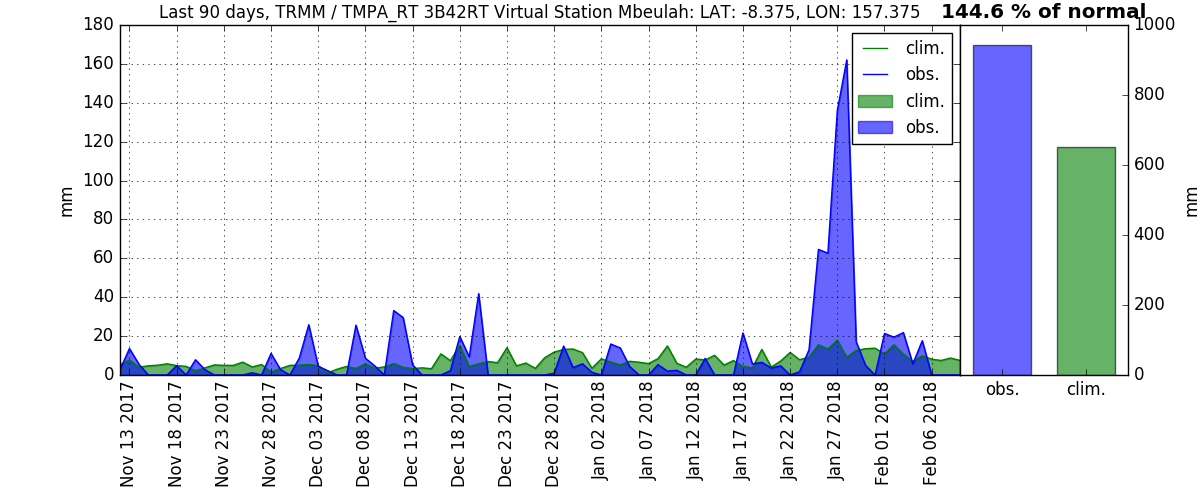 Last 90 days, TRMM / TMPA_RT 3B42RT Virtual Station Mbeulah: LAT: -8.375, LON: 157.375
144.6 % of normal
180
160
140
120
100
80
60
40
20
0
mm
clim.
obs.
clim.
obs.
1000
800
600
400
200
0
mm
Nov 13 2017
Nov 18 2017
Nov 23 2017
Nov 28 2017
Dec 03 2017
Dec 08 2017
Dec 13 2017
Dec 18 2017
Dec 23 2017
Dec 28 2017
Jan 02 2018
Jan 07 2018
Jan 12 2018
Jan 17 2018
Jan 22 2018
Jan 27 2018
Feb 01 2018
Feb 06 2018
obs.
clim.